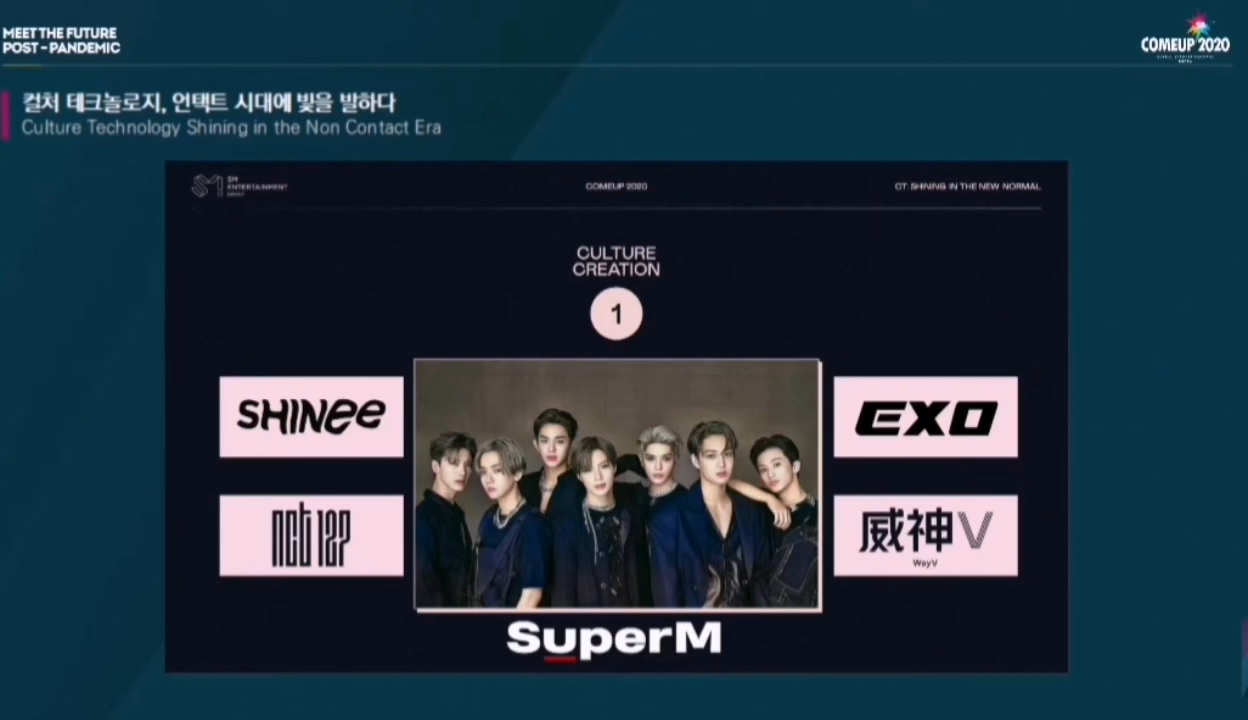 MEET THE FUTURE
POST-PANDEMIC
COMEUP 2020
컬처 테크놀로지, 언택트 시대에 빛을 발하다
Culture Technology Shining in the Non Contact Era
SM
ENTERTAINMENT
GROUP
COMEUP 2020
CT: SHINING IN THE NEW NORMAL
CULTURE
CREATION
1
SHINee
EXO
nct 127
威神V
WayV
SuperM